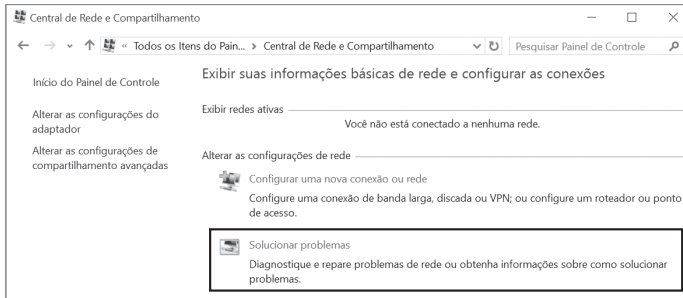 Central de Rede e Compartilhamento
« Todos os Itens do Pain... > Central de Rede e Compartilhamento
Pesquisar Painel de Controle
Início do Painel de Controle
Alterar as configurações do
adaptador
Alterar as configurações de
compartilhamento avançadas
Exibir suas informações básicas de rede e configurar as conexões
Exibir redes ativas
Você não está conectado a nenhuma rede.
Alterar as configurações de rede
Configurar uma nova conexão ou rede
Configure uma conexão de banda larga, discada ou VPN; ou configure um roteador ou ponto
de acesso.
Solucionar problemas
Diagnostique e repare problemas de rede ou obtenha informações sobre como solucionar
problemas.